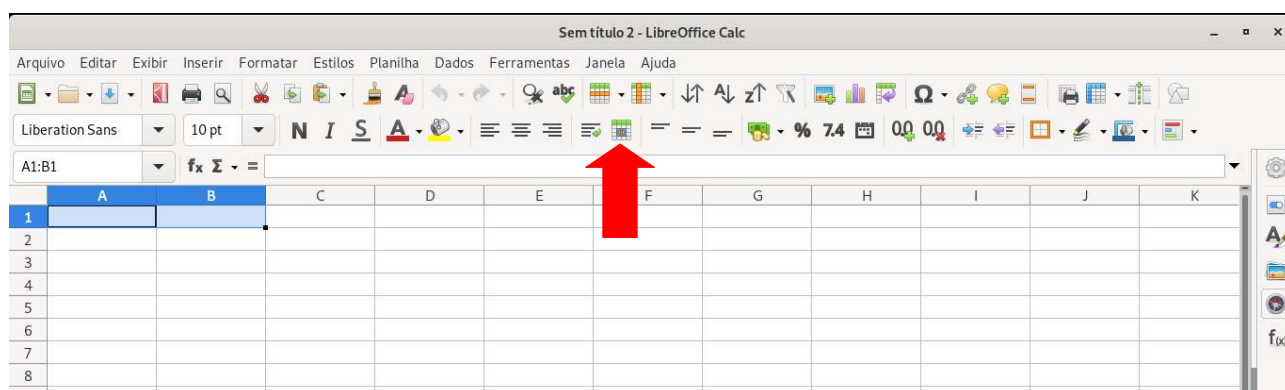 Sem título 2 - LibreOffice Calc
Arquivo Editar Exibir Inserir Formatar Estilos Planilha Dados Ferramentas Janela Ajuda
Liberation Sans 10 pt N I S A % 7.4 0.0 0.0
A1:B1 fx Σ =
A B C D E F G H I J K
1
2
3
4
5
6
7
8